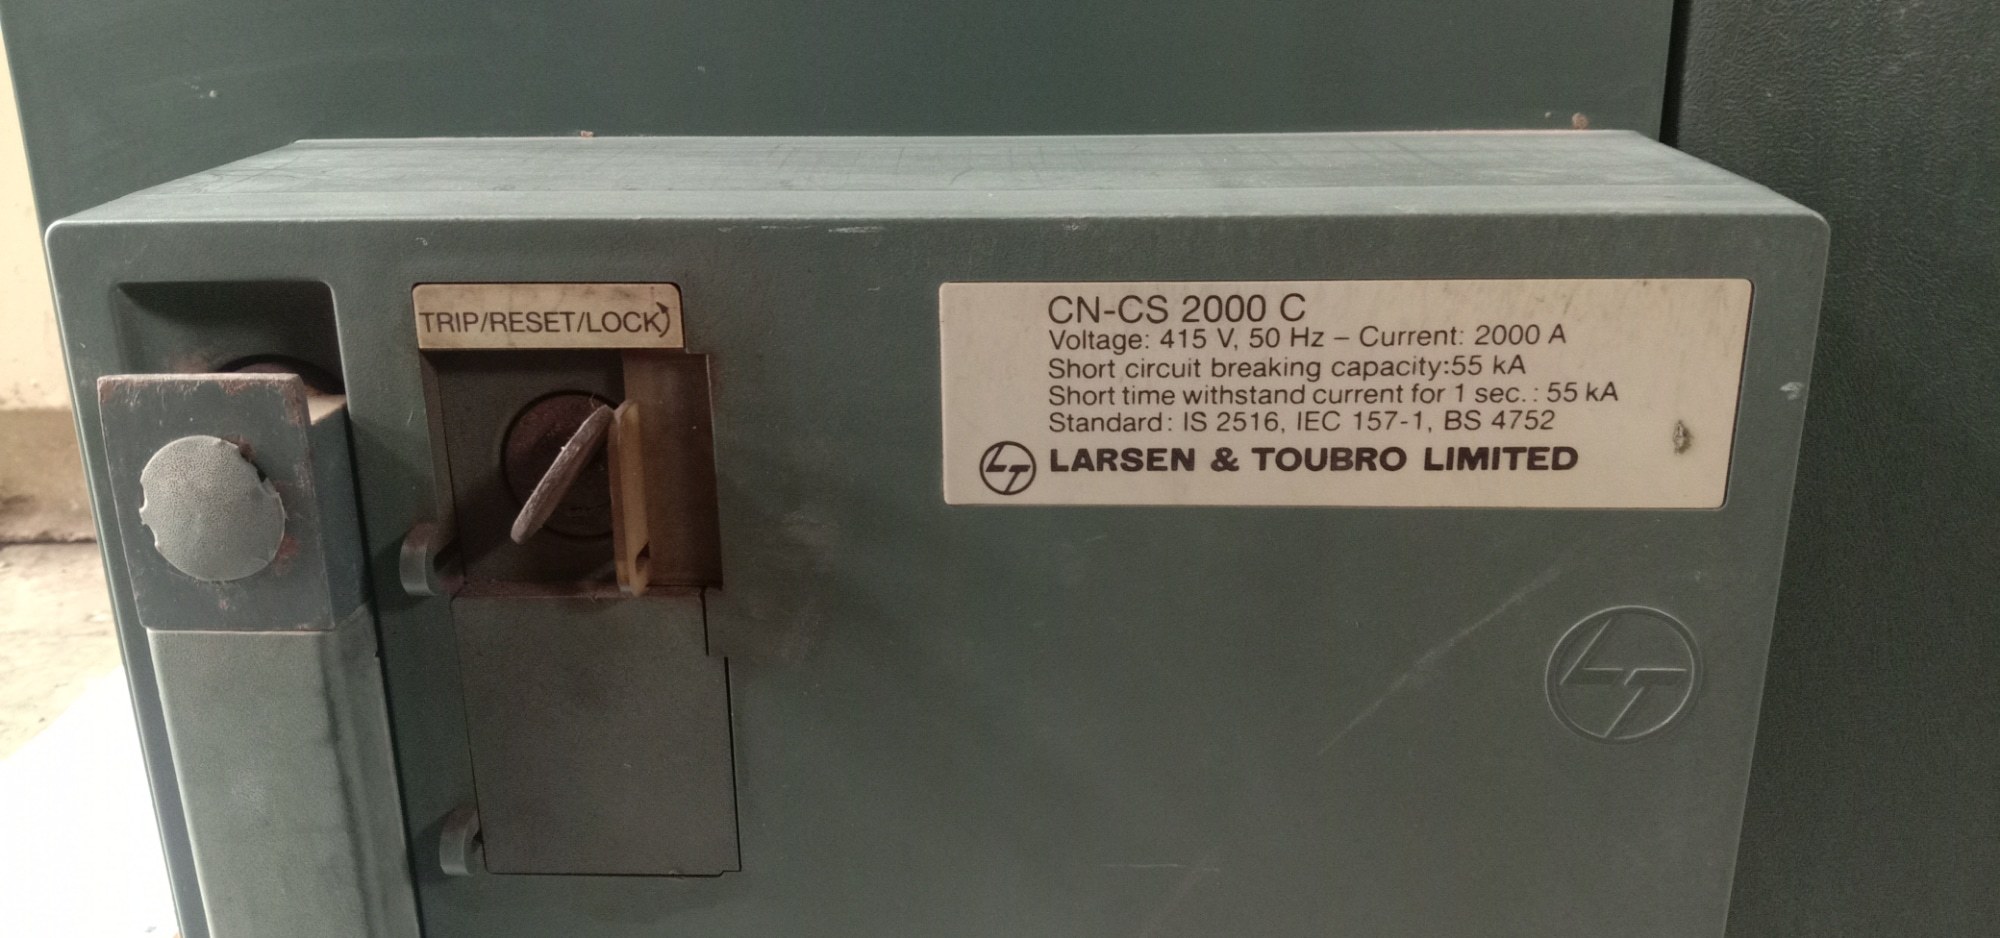 TRIP/RESET/LOCK
CN-CS 2000 C
Voltage: 415 V, 50 Hz – Current: 2000 A
Short circuit breaking capacity:55 kA
Short time withstand current for 1 sec.: 55 kA
Standard: IS 2516, IEC 157-1, BS 4752
LT LARSEN & TOUBRO LIMITED
LT